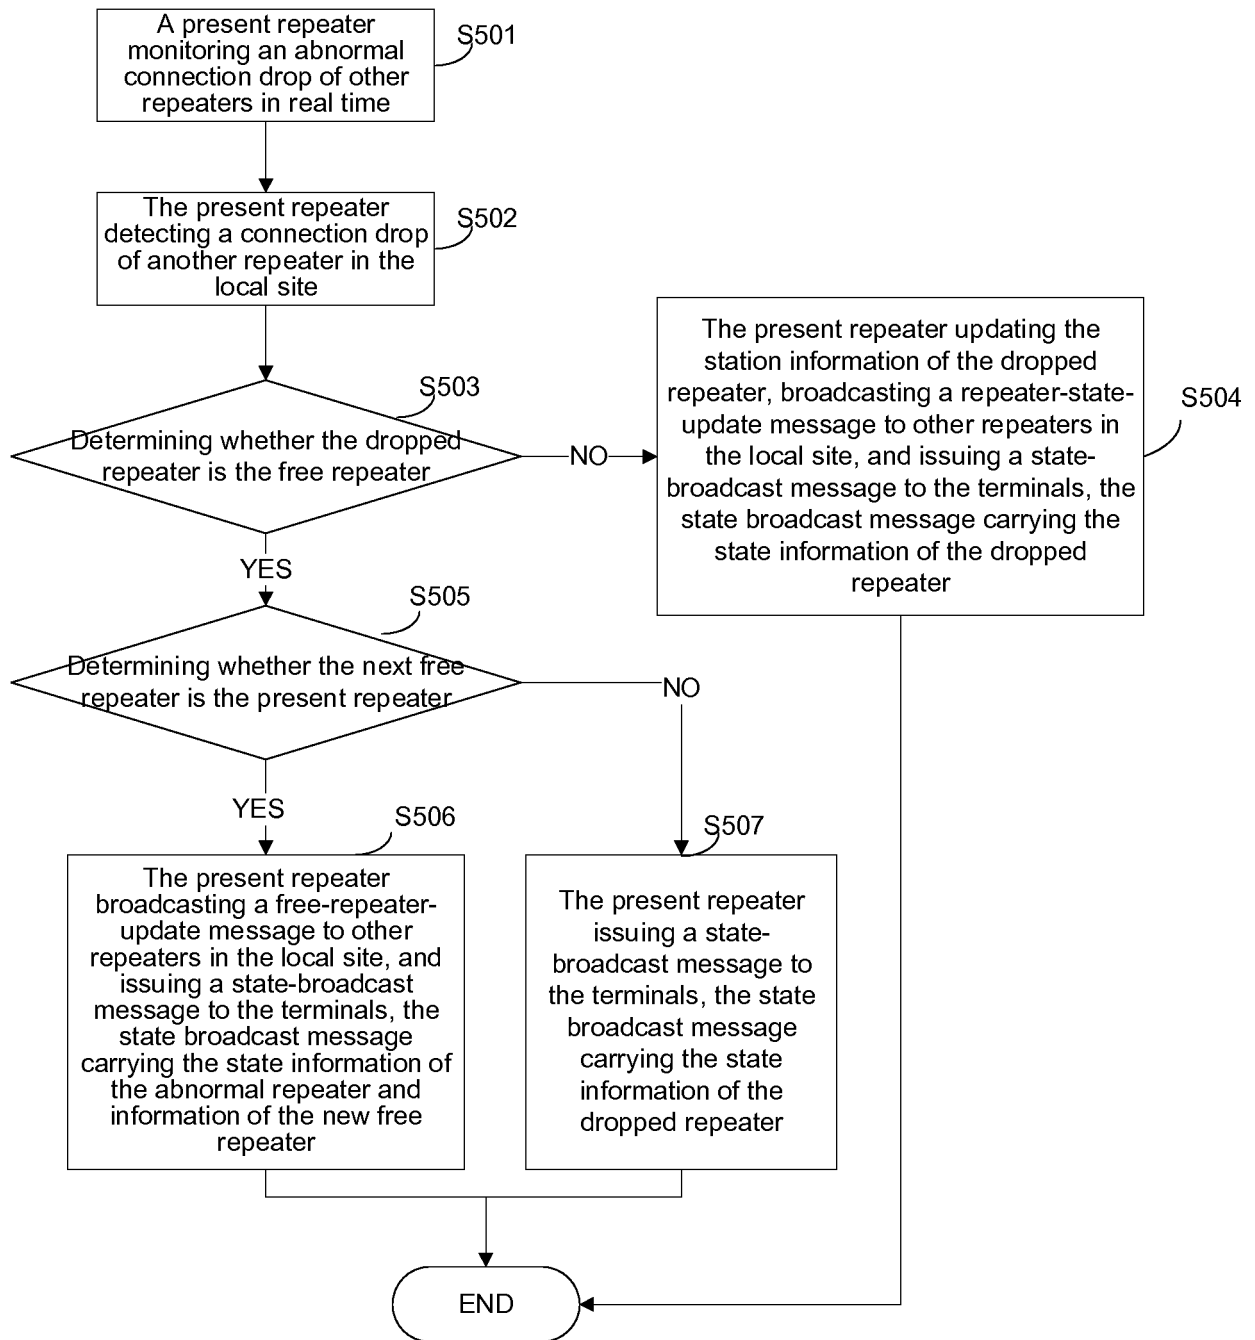 A present repeater
monitoring an abnormal
connection drop of other
repeaters in real time
S501
The present repeater
detecting a connection drop
of another repeater in the
local site
S502
Determining whether the dropped
repeater is the free repeater
S503
NO
The present repeater updating the
station information of the dropped
repeater, broadcasting a repeater-state-
update message to other repeaters in
the local site, and issuing a state-
broadcast message to the terminals, the
state broadcast message carrying the
state information of the dropped
repeater
S504
YES
Determining whether the next free
repeater is the present repeater
S505
NO
YES
The present repeater
broadcasting a free-repeater-
update message to other
repeaters in the local site, and
issuing a state-broadcast
message to the terminals, the
state broadcast message
carrying the state information of
the abnormal repeater and
information of the new free
repeater
S506
The present repeater
issuing a state-
broadcast message to
the terminals, the state
broadcast message
carrying the state
information of the
dropped repeater
S507
END